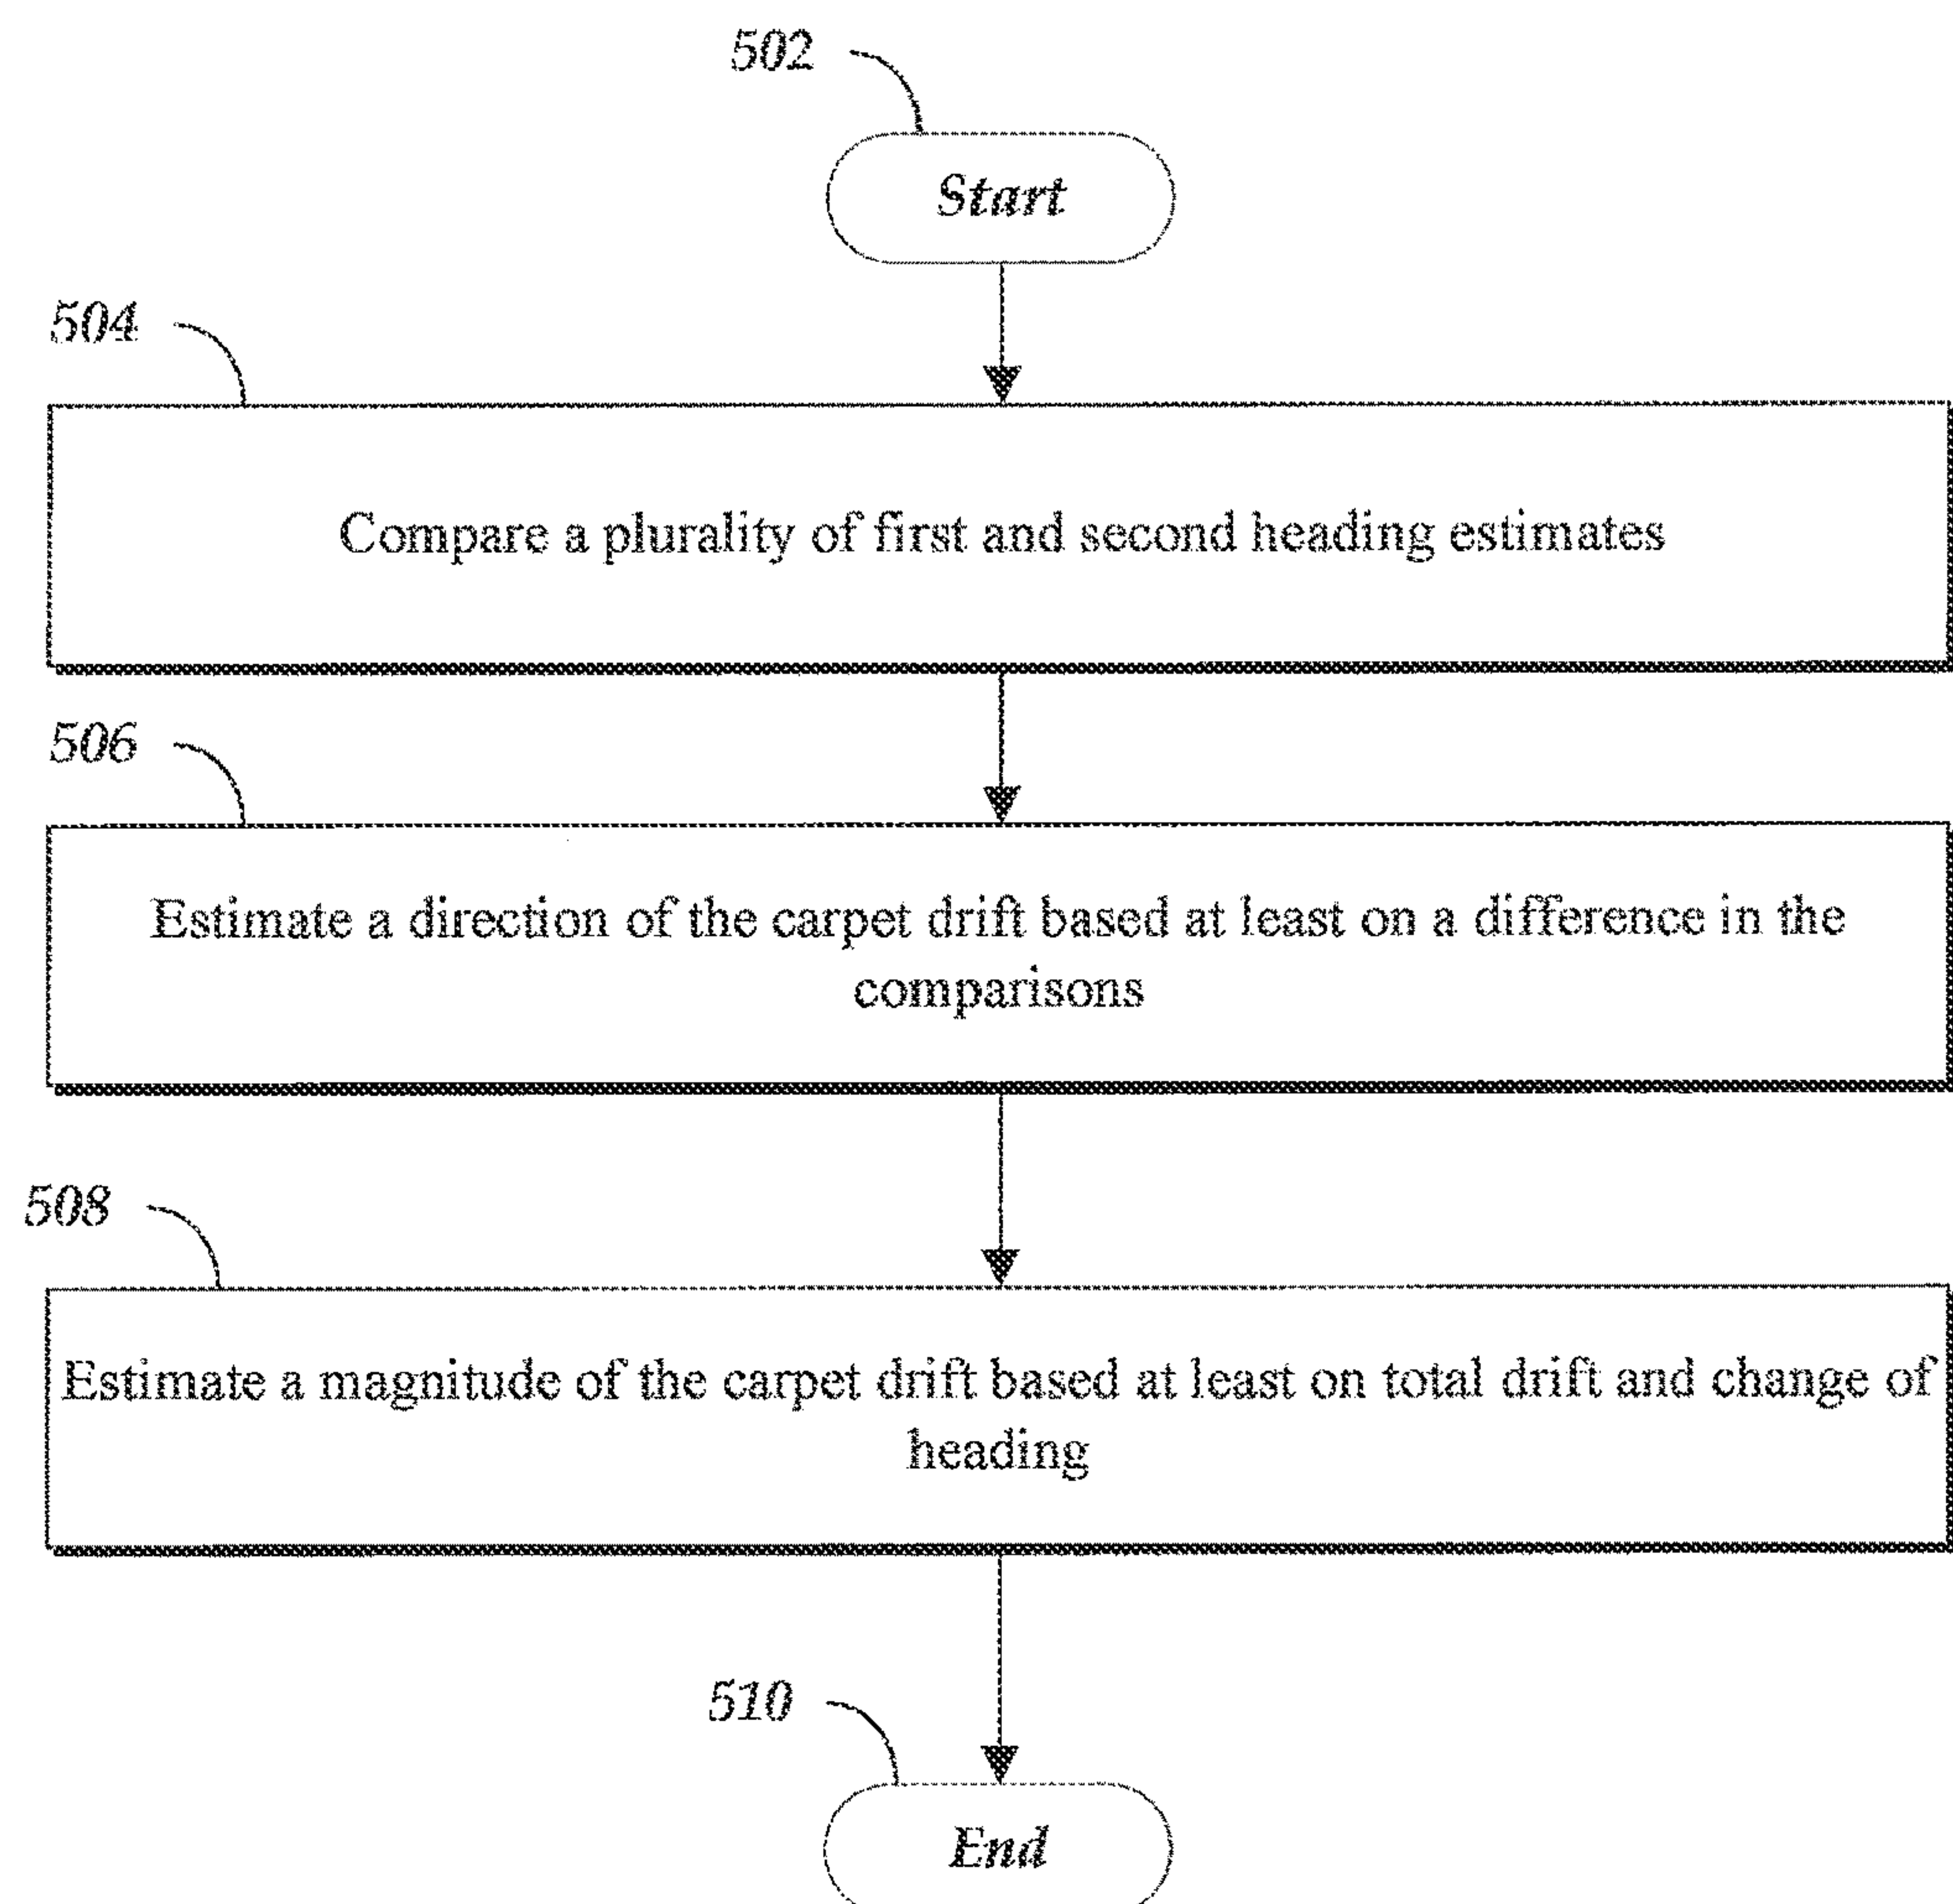 502
Start
504
Compare a plurality of first and second heading estimates
506
Estimate a direction of the carpet drift based at least on a difference in the
comparisons
508
Estimate a magnitude of the carpet drift based at least on total drift and change of
heading
510
End